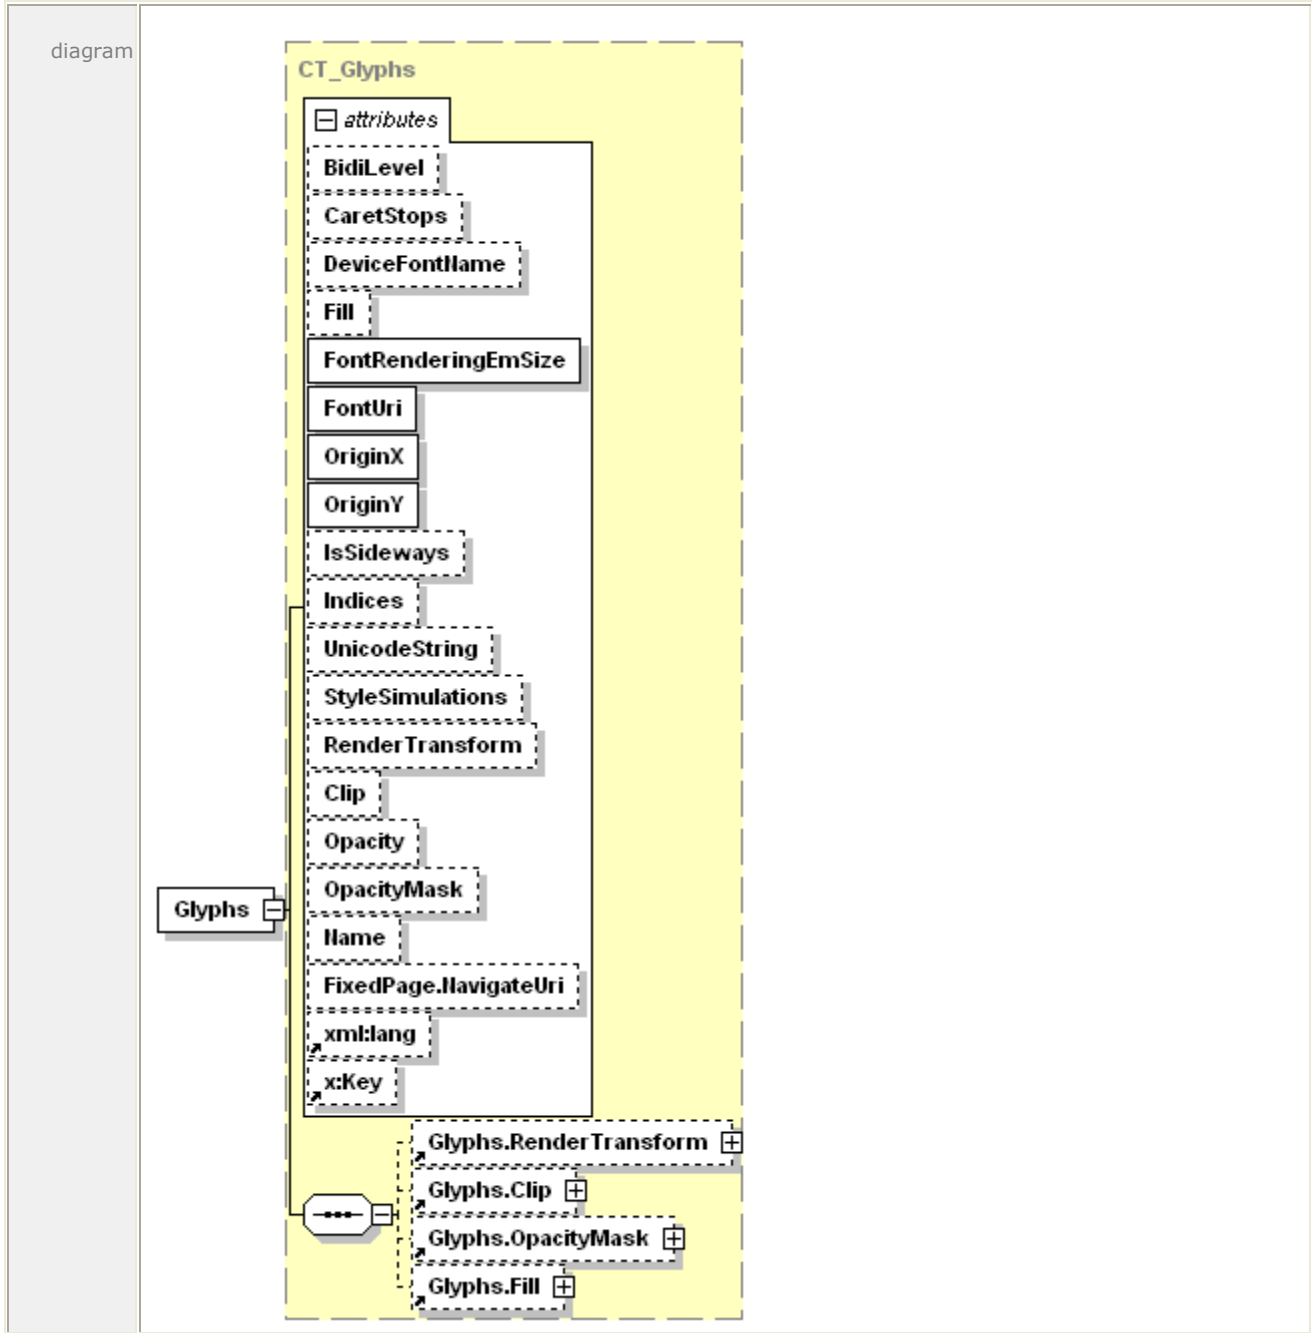 diagram
CT_Glyphs
attributes
BidiLevel
CaretStops
DeviceFontName
Fill
FontRenderingEmSize
FontUri
OriginX
OriginY
IsSideways
Indices
UnicodeString
StyleSimulations
RenderTransform
Clip
Opacity
OpacityMask
Glyphs
Name
FixedPage.NavigateUri
xml:lang
x:Key
Glyphs.RenderTransform
Glyphs.Clip
Glyphs.OpacityMask
Glyphs.Fill